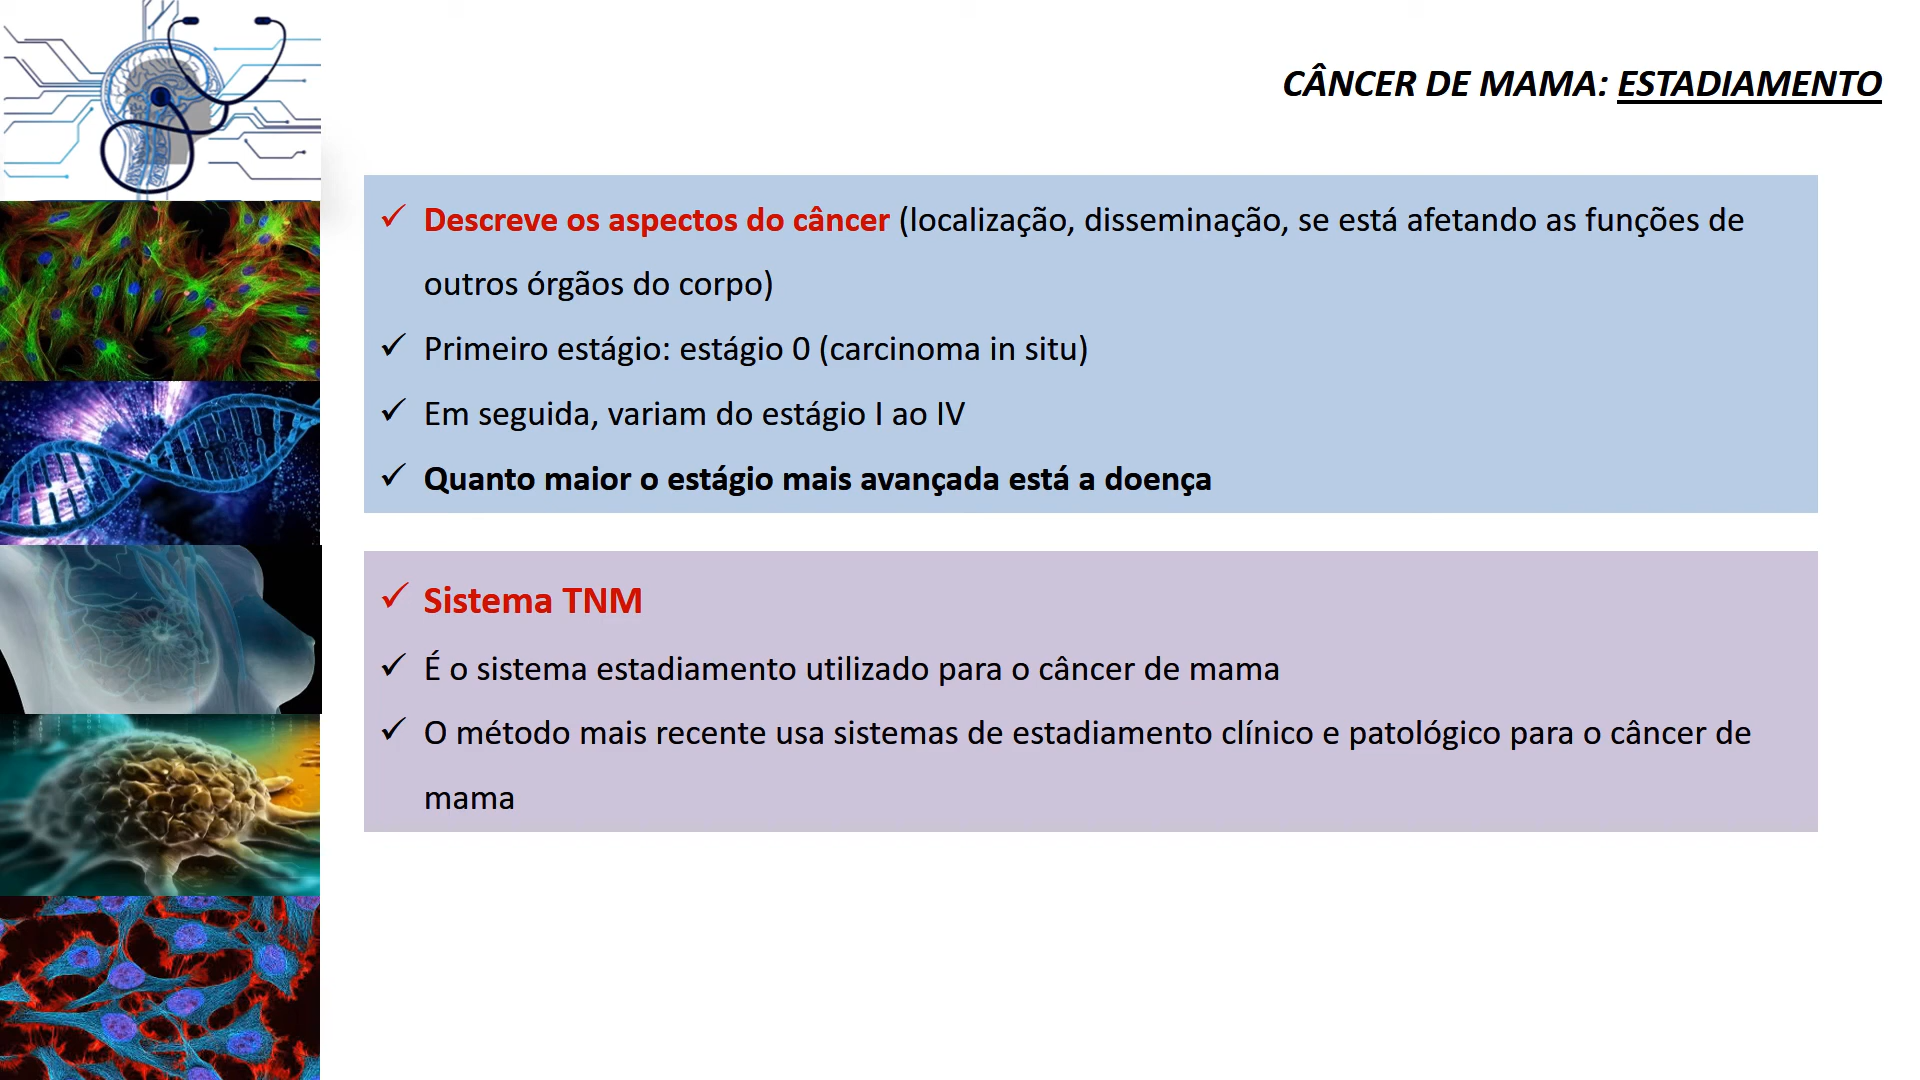 CÂNCER DE MAMA: ESTADIAMENTO
✓ Descreve os aspectos do câncer (localização, disseminação, se está afetando as funções de
outros órgãos do corpo)
✓ Primeiro estágio: estágio 0 (carcinoma in situ)
✓ Em seguida, variam do estágio I ao IV
✓ Quanto maior o estágio mais avançada está a doença
✓ Sistema TNM
✓ É o sistema estadiamento utilizado para o câncer de mama
✓ O método mais recente usa sistemas de estadiamento clínico e patológico para o câncer de
mama